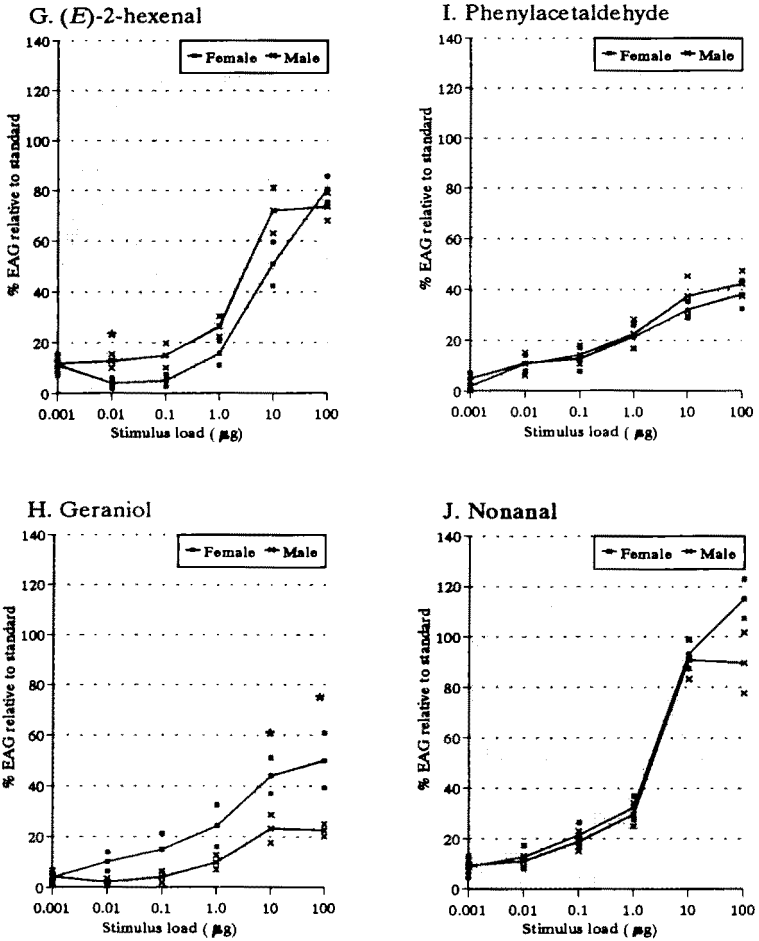 G. (E)-2-hexenal
% EAG relative to standard
140
120
100
80
60
40
20
0
Female Male
*
0.001 0.01 0.1 1.0 10 100
Stimulus load ( µg)
I. Phenylacetaldehyde
% EAG relative to standard
140
120
100
80
60
40
20
0
Female Male
0.001 0.01 0.1 1.0 10 100
Stimulus load ( µg)
H. Geraniol
% EAG relative to standard
140
120
100
80
60
40
20
0
Female Male
* *
0.001 0.01 0.1 1.0 10 100
Stimulus load ( µg)
J. Nonanal
% EAG relative to standard
140
120
100
80
60
40
20
0
Female Male
0.001 0.01 0.1 1.0 10 100
Stimulus load ( µg)